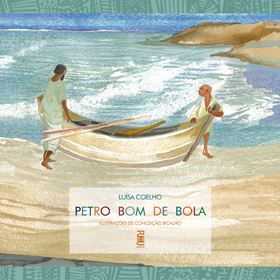 LUÍSA COELHO
PETRO BOM DE BOLA
ILUSTRAÇÕES DE CONCEIÇÃO BICALHO